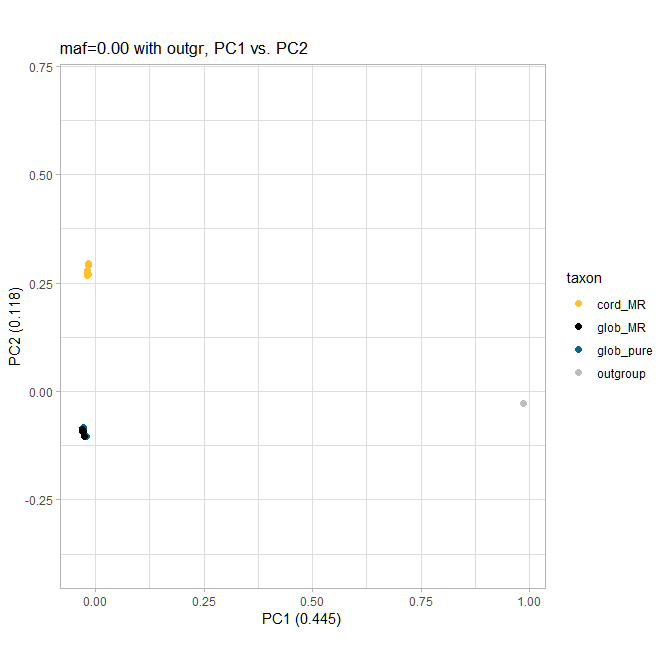 maf=0.00 with outgr, PC1 vs. PC2
0.75
0.50
0.25
0.00
-0.25
PC2 (0.118)
0.00 0.25 0.50 0.75 1.00
PC1 (0.445)
taxon
cord_MR
glob_MR
glob_pure
outgroup